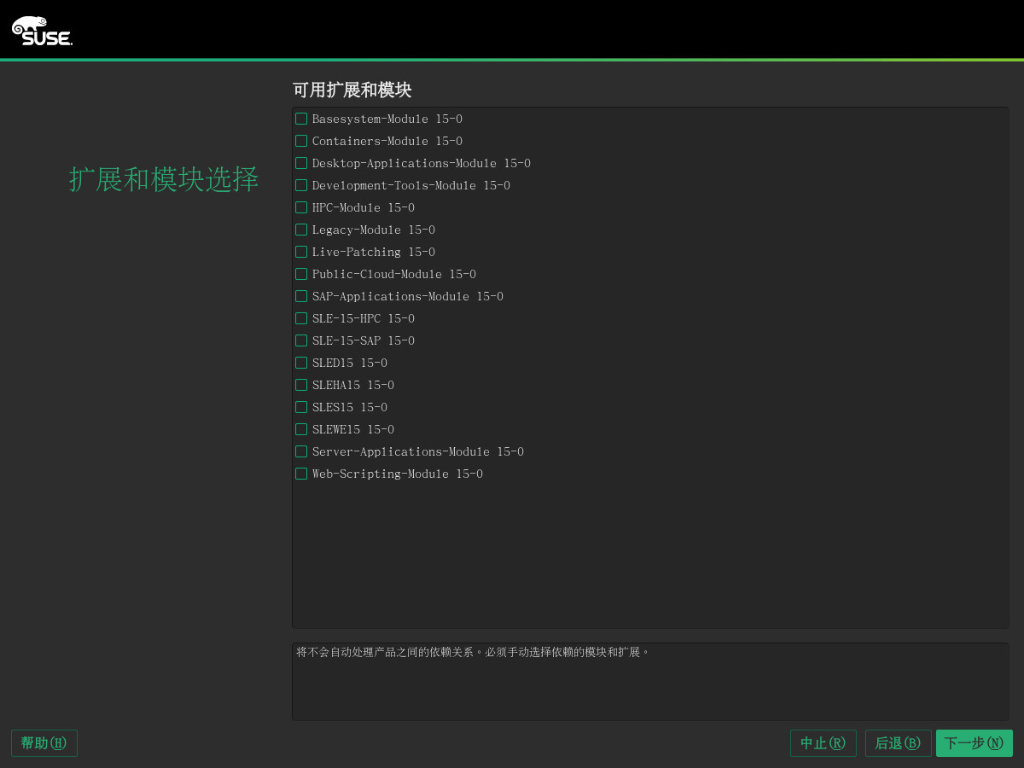 SUSE
可用扩展和模块
扩展和模块选择
Basesystem-Module 15-0
Containers-Module 15-0
Desktop-Applications-Module 15-0
Development-Tools-Module 15-0
HPC-Module 15-0
Legacy-Module 15-0
Live-Patching 15-0
Public-Cloud-Module 15-0
SAP-Applications-Module 15-0
SLE-15-HPC 15-0
SLE-15-SAP 15-0
SLED15 15-0
SLEHA15 15-0
SLES15 15-0
SLEWE15 15-0
Server-Applications-Module 15-0
Web-Scripting-Module 15-0
将不会自动处理产品之间的依赖关系。必须手动选择依赖的模块和扩展。
帮助(H) 中止(R) 后退(B) 下一步(N)